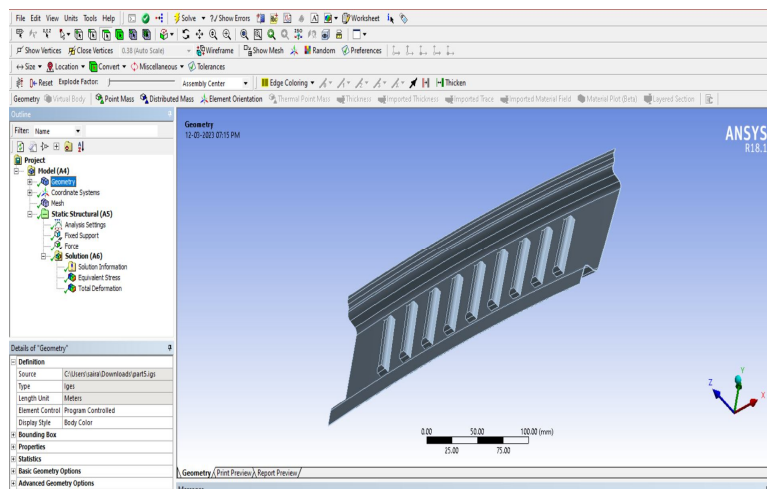 File Edit View Units Tools Help Solve ?/ Show Errors Worksheet
Show Vertices Close Vertices 0.38 (Auto Scale) Wireframe Show Mesh Random Preferences
Size Location Convert Miscellaneous Tolerances
Reset Explode Factor: Assembly Center Edge Coloring Thicken
Geometry Virtual Body Point Mass Distributed Mass Element Orientation Thermal Point Mass Thickness Imported Thickness Imported Trace Imported Material Field Material Plot (Beta) Layered Section
Outline
Filter: Name
Project
Model (A4)
Geometry
Coordinate Systems
Mesh
Static Structural (A5)
Analysis Settings
Fixed Support
Force
Solution (A6)
Solution Information
Equivalent Stress
Total Deformation
Details of "Geometry"
Definition
Source C:\Users\saira\Downloads\part5.igs
Type Iges
Length Unit Meters
Element Control Program Controlled
Display Style Body Color
Bounding Box
Properties
Statistics
Basic Geometry Options
Advanced Geometry Options
Geometry
12-03-2023 07:15 PM
ANSYS
R18.1
Y
Z
X
0.00 50.00 100.00 (mm)
25.00 75.00
Geometry Print Preview Report Preview